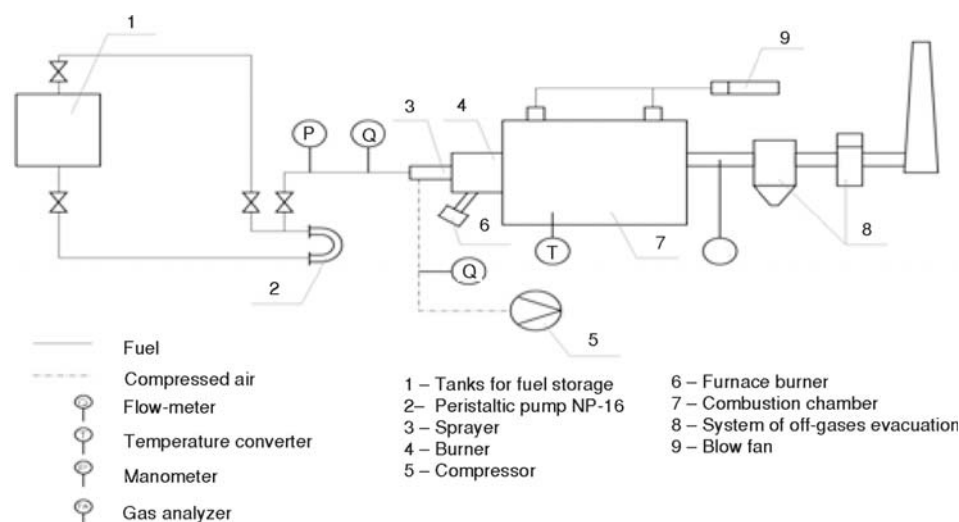 1
9
3
4
P
Q
6
T
7
8
2
Q
5
Fuel
Compressed air
Flow-meter
Temperature converter
Manometer
Gas analyzer
1 – Tanks for fuel storage
2– Peristaltic pump NP-16
3 – Sprayer
4 – Burner
5 – Compressor
6 – Furnace burner
7 – Combustion chamber
8 – System of off-gases evacuation
9 – Blow fan